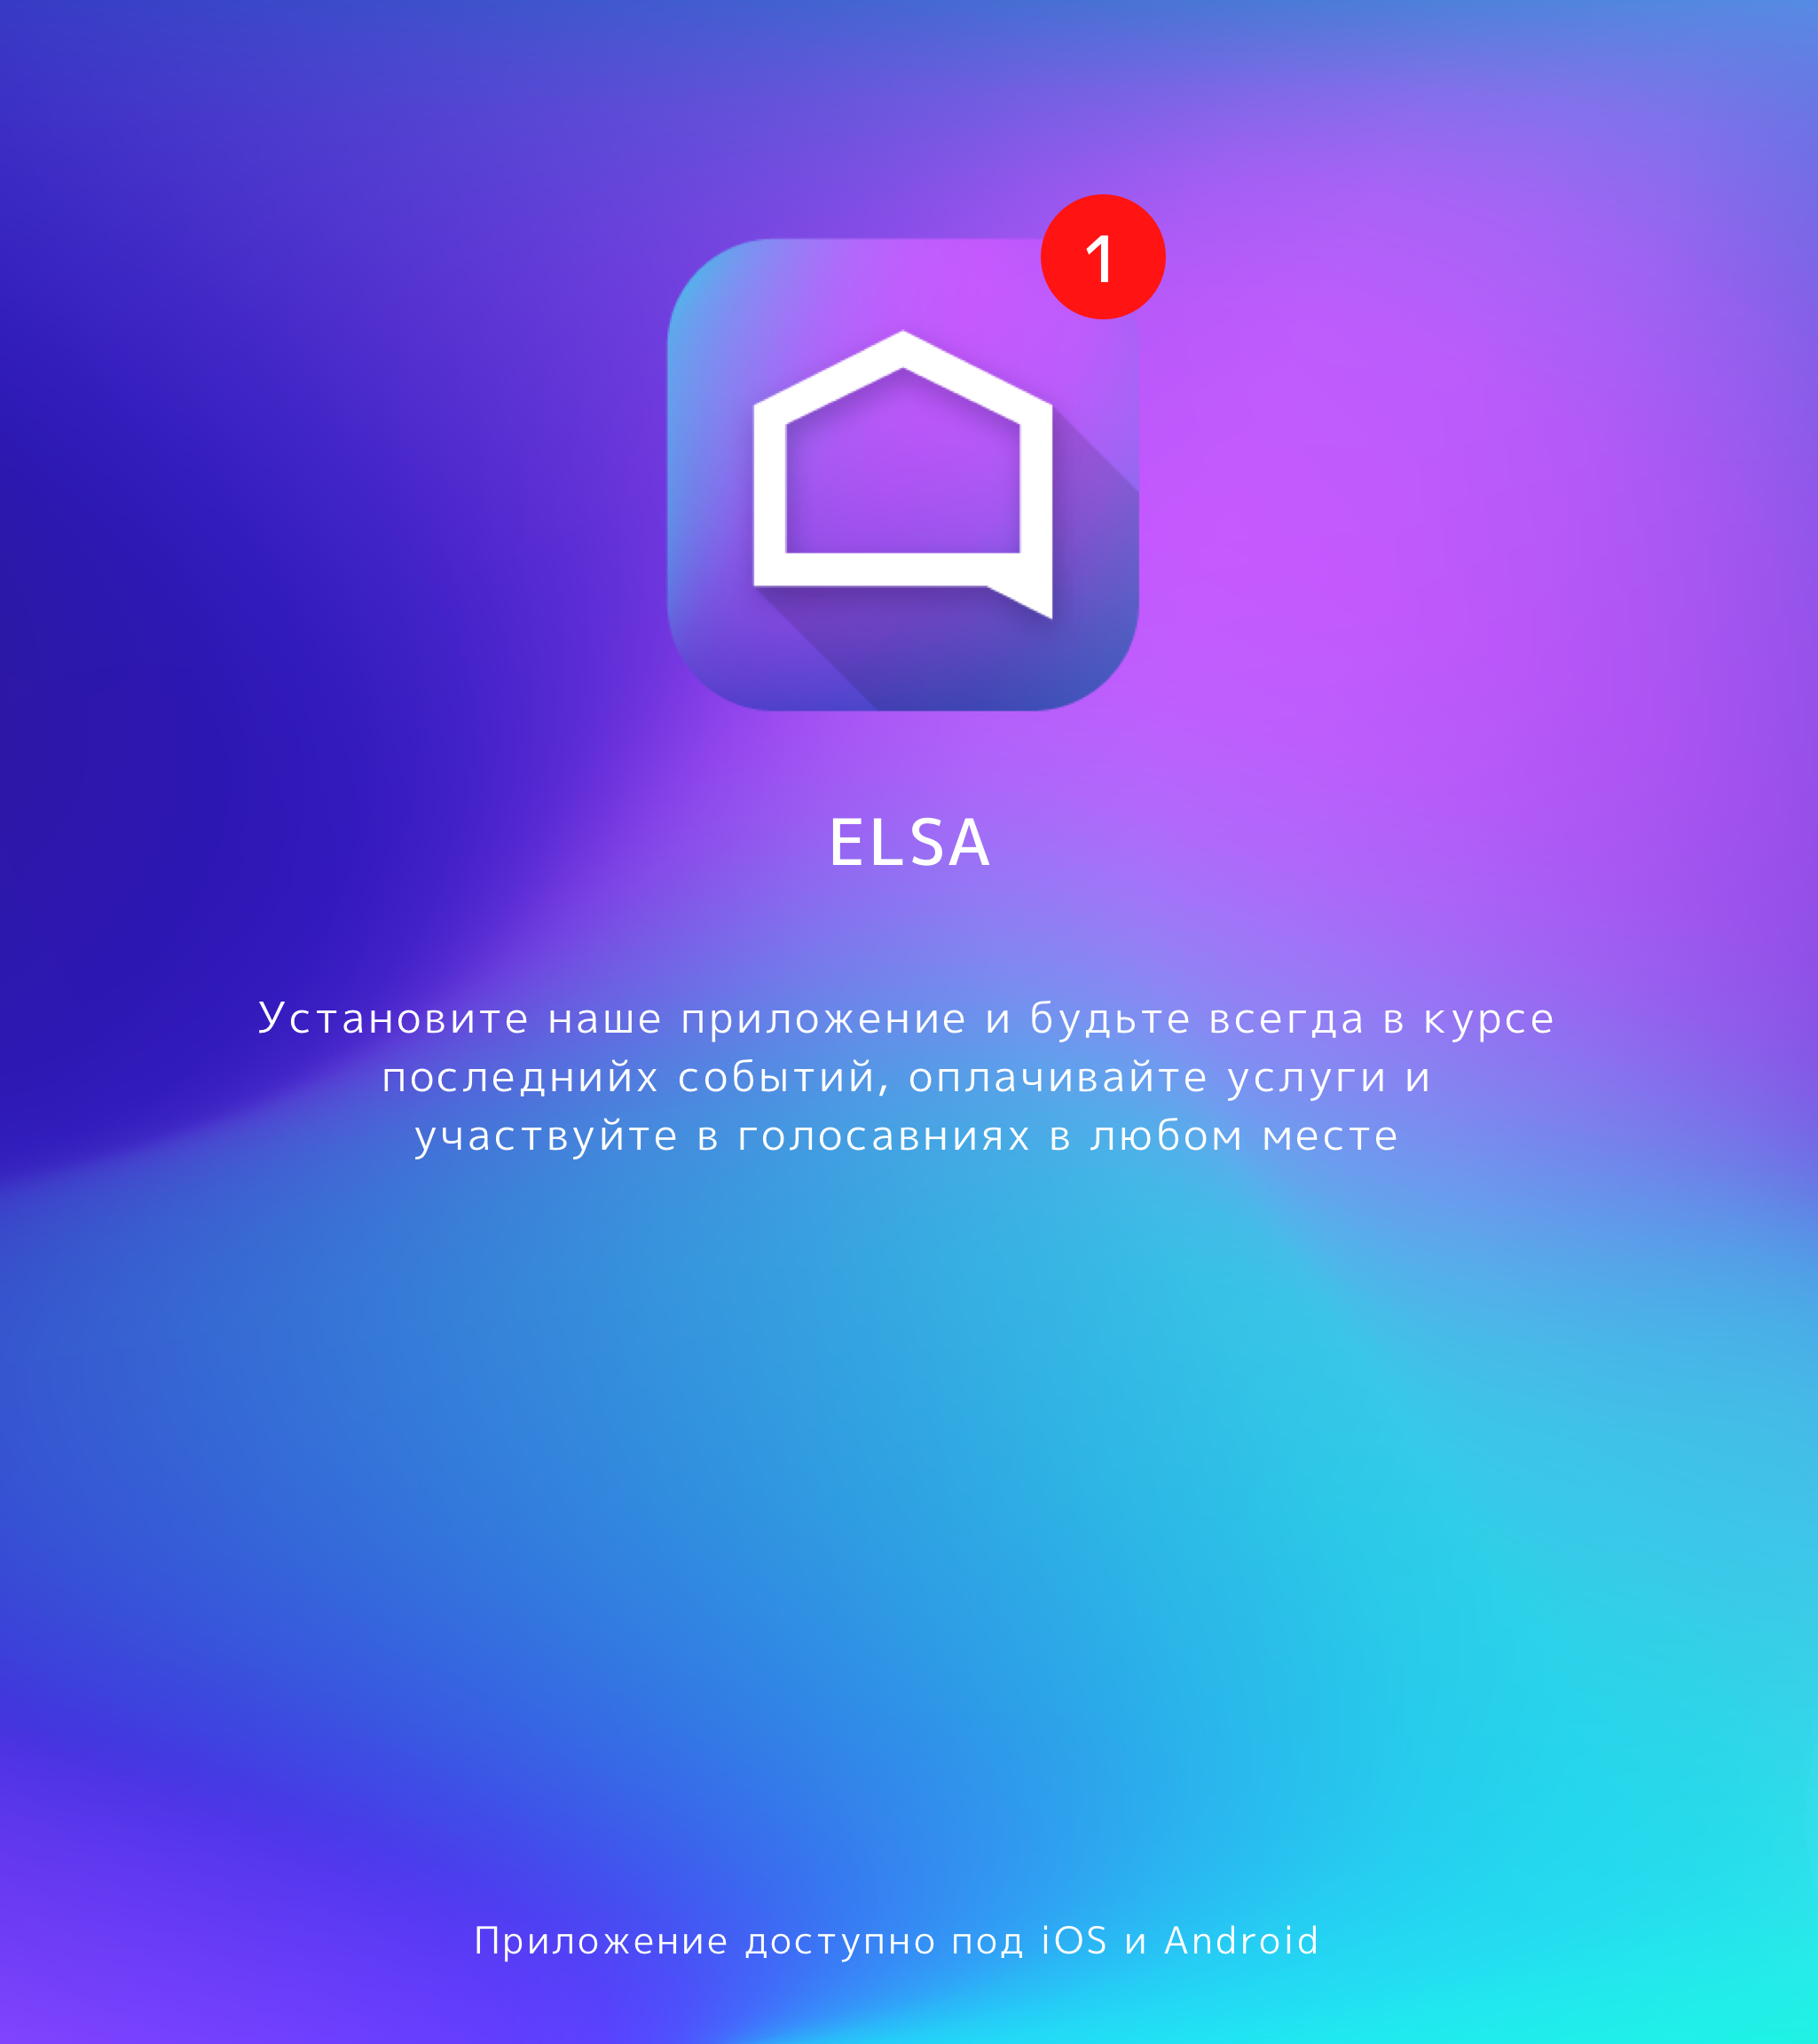 1
ELSA
Установите наше приложение и будьте всегда в курсе
последнийх событий, оплачивайте услуги и
участвуйте в голосавниях в любом месте
Приложение доступно под iOS и Android